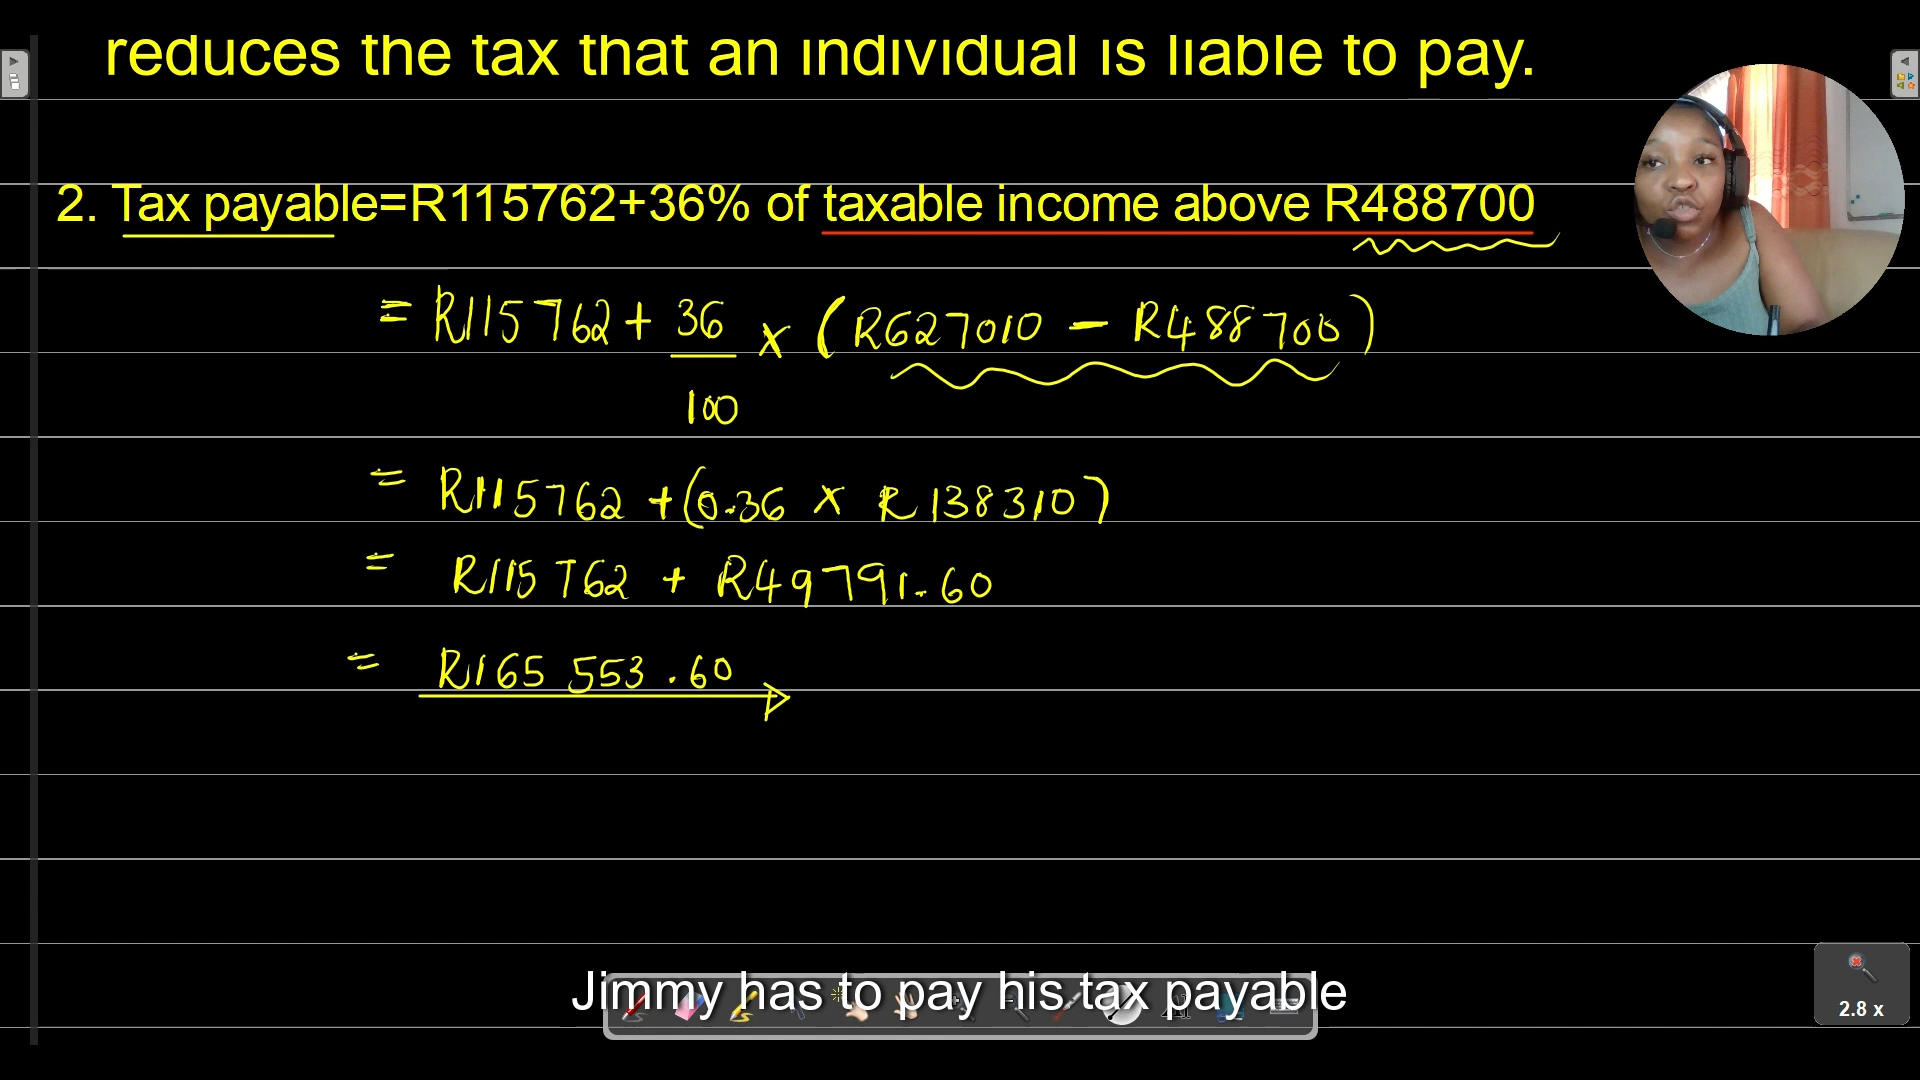 reduces the tax that an individual is liable to pay.
2. Tax payable=R115762+36% of taxable income above R488700
= R115762 + 36/100 × (R627010 − R488700)
= R115762 + (0.36 × R138310)
= R115762 + R49791.60
= R165 553.60
Jimmy has to pay his tax payable
2.8 x